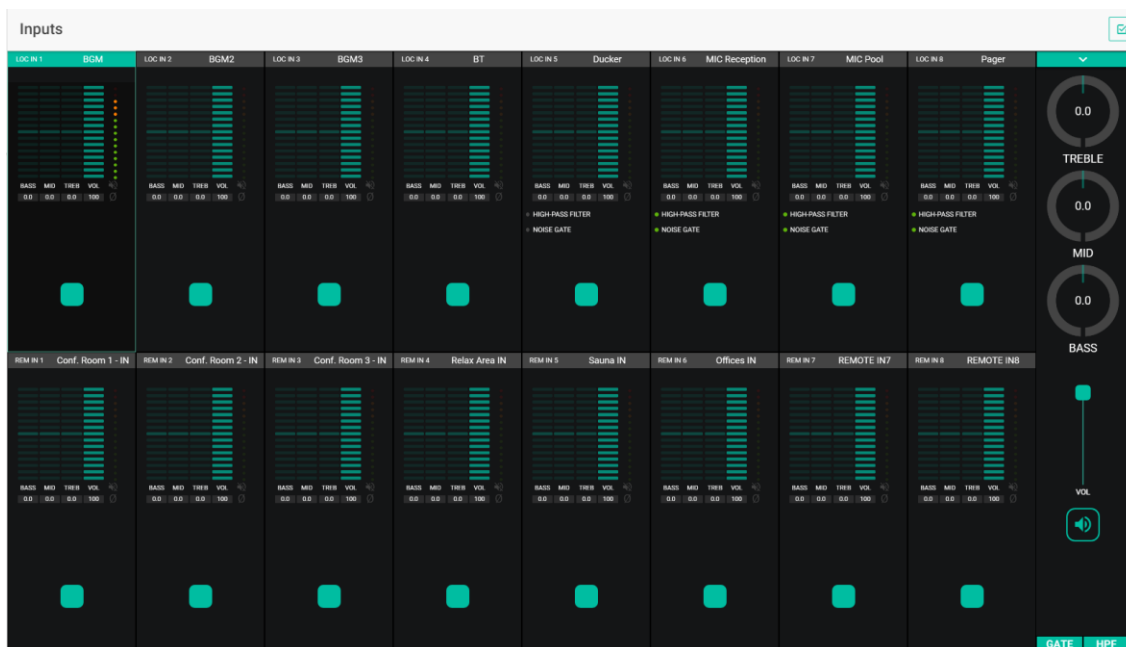 Inputs
LOC IN 1 BGM LOC IN 2 BGM2 LOC IN 3 BGM3 LOC IN 4 BT LOC IN 5 Ducker LOC IN 6 MIC Reception LOC IN 7 MIC Pool LOC IN 8 Pager
0.0
TREBLE
BASS MID TREB VOL BASS MID TREB VOL BASS MID TREB VOL BASS MID TREB VOL BASS MID TREB VOL BASS MID TREB VOL BASS MID TREB VOL BASS MID TREB VOL
0.0 0.0 0.0 100 0.0 0.0 0.0 100 0.0 0.0 0.0 100 0.0 0.0 0.0 100 0.0 0.0 0.0 100 0.0 0.0 0.0 100 0.0 0.0 0.0 100 0.0 0.0 0.0 100
0.0
HIGH-PASS FILTER HIGH-PASS FILTER HIGH-PASS FILTER HIGH-PASS FILTER
NOISE GATE NOISE GATE NOISE GATE NOISE GATE
MID
0.0
BASS
REM IN 1 Conf. Room 1 - IN REM IN 2 Conf. Room 2 - IN REM IN 3 Conf. Room 3 - IN REM IN 4 Relax Area IN REM IN 5 Sauna IN REM IN 6 Offices IN REM IN 7 REMOTE IN7 REM IN 8 REMOTE IN8
BASS MID TREB VOL BASS MID TREB VOL BASS MID TREB VOL BASS MID TREB VOL BASS MID TREB VOL BASS MID TREB VOL BASS MID TREB VOL BASS MID TREB VOL
0.0 0.0 0.0 100 0.0 0.0 0.0 100 0.0 0.0 0.0 100 0.0 0.0 0.0 100 0.0 0.0 0.0 100 0.0 0.0 0.0 100 0.0 0.0 0.0 100 0.0 0.0 0.0 100
VOL
GATE HPF